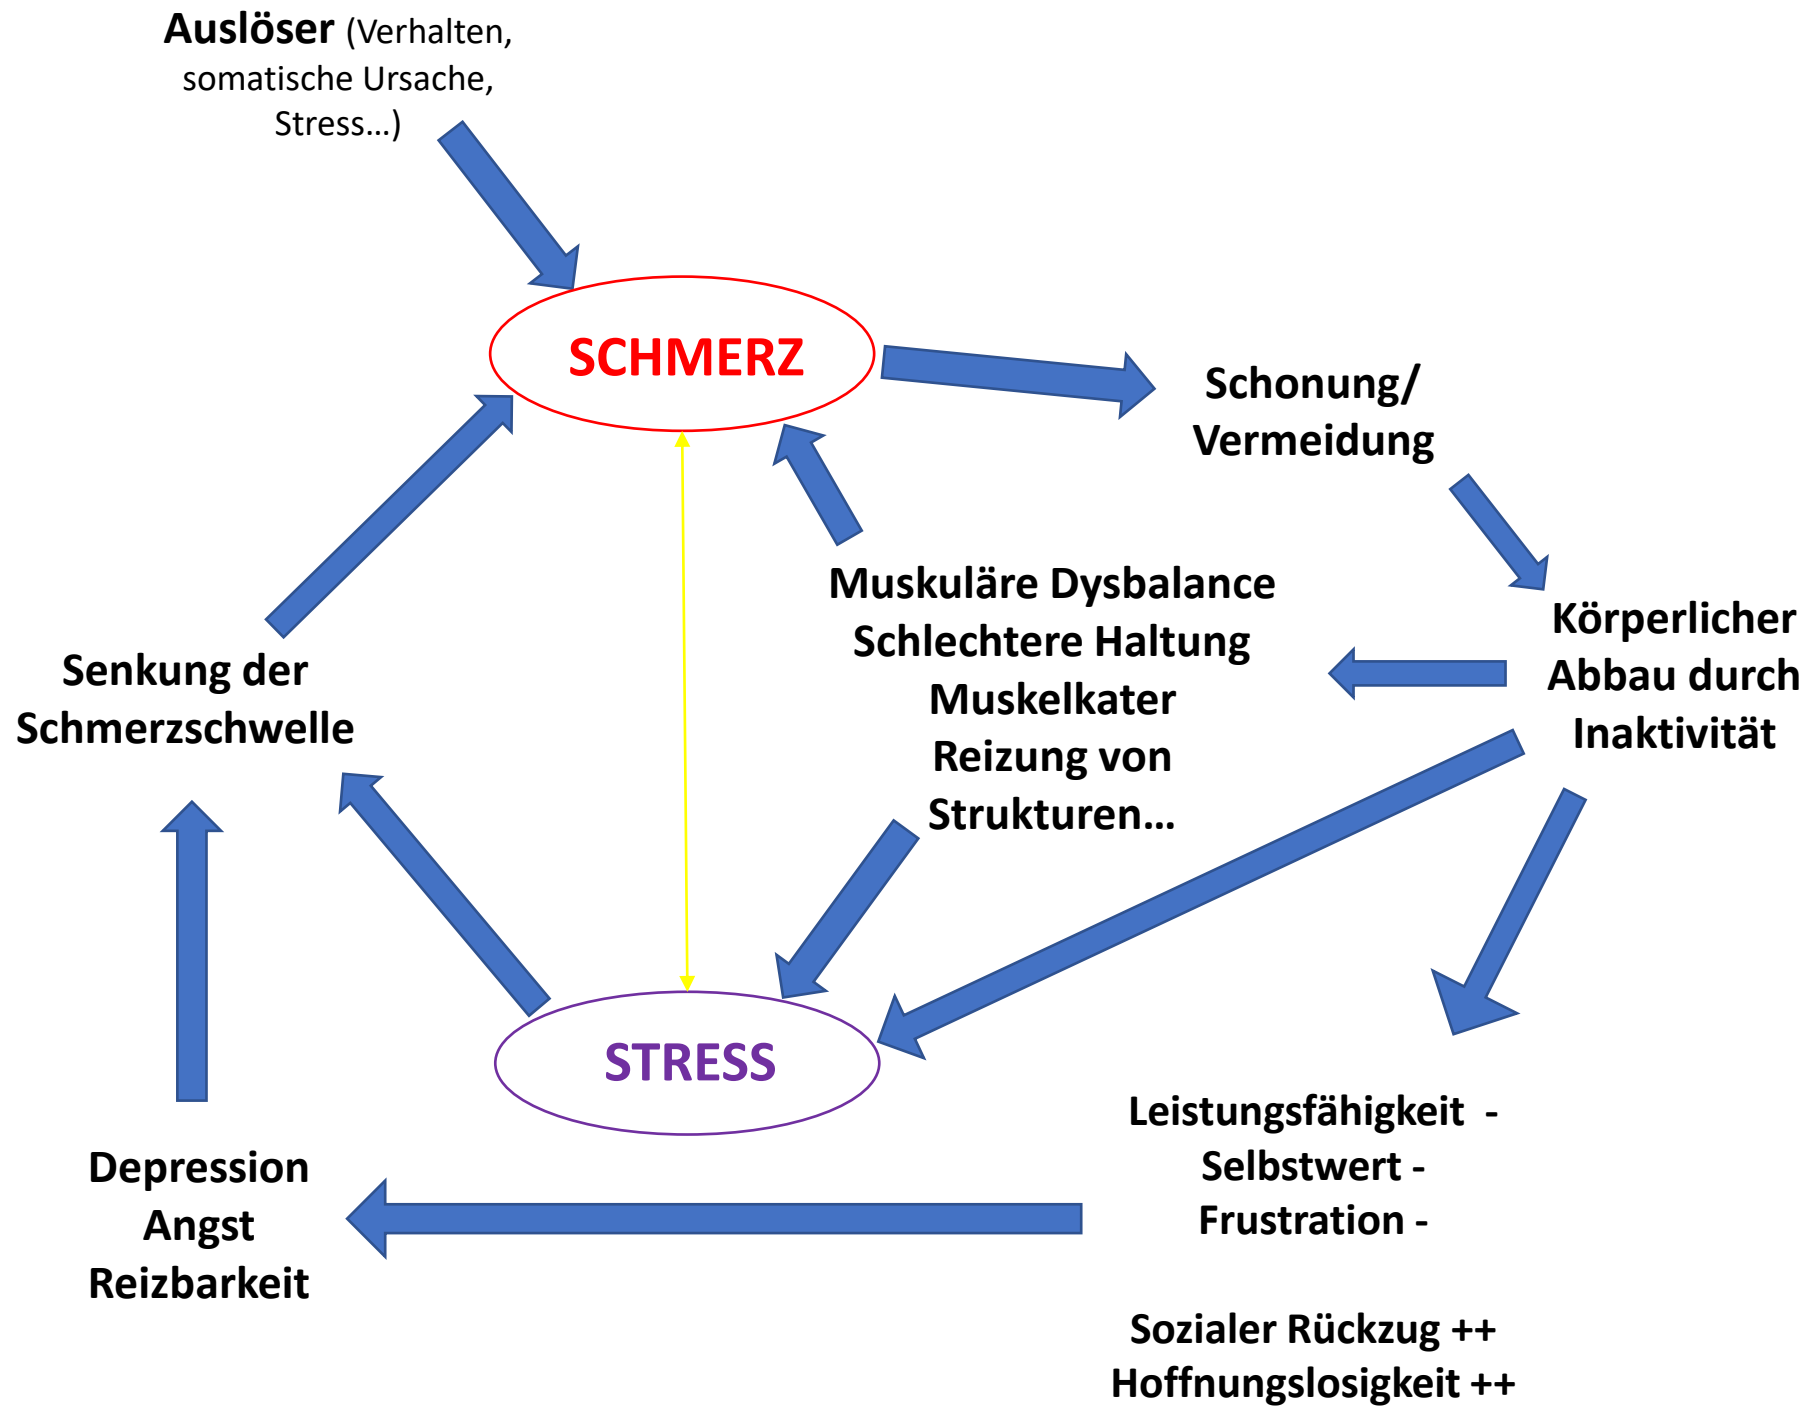 Auslöser (Verhalten,
somatische Ursache,
Stress…)
SCHMERZ
Schonung/
Vermeidung
Muskuläre Dysbalance
Schlechtere Haltung
Muskelkater
Reizung von
Strukturen…
Körperlicher
Abbau durch
Inaktivität
Senkung der
Schmerzschwelle
STRESS
Leistungsfähigkeit -
Selbstwert -
Frustration -
Sozialer Rückzug ++
Hoffnungslosigkeit ++
Depression
Angst
Reizbarkeit